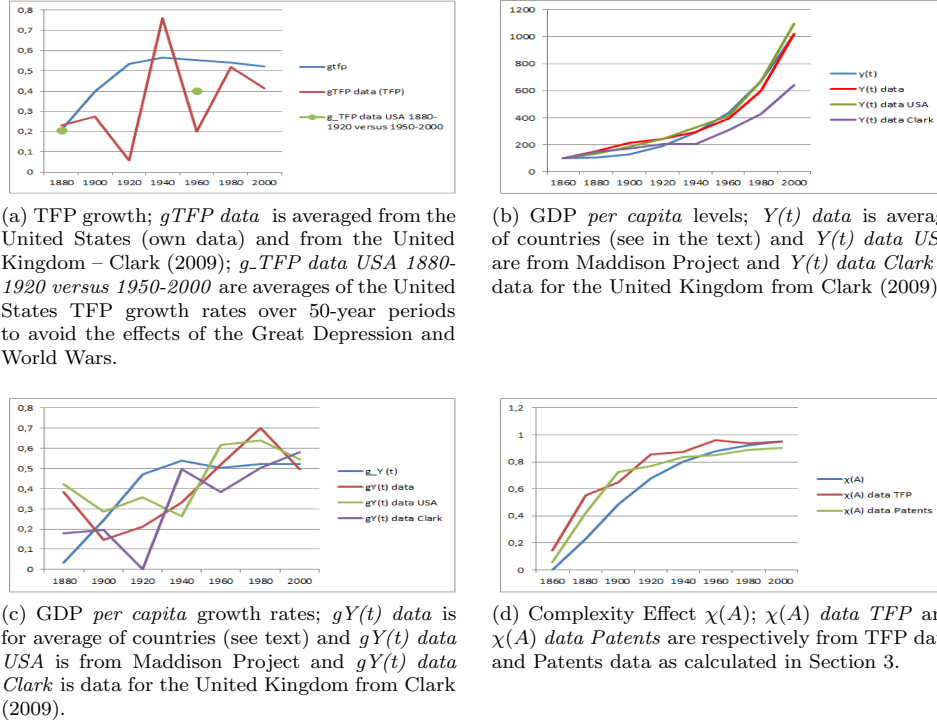 0,8
0,7
0,6
0,5
0,4
0,3
0,2
0,1
0
1880 1900 1920 1940 1960 1980 2000
gtfp
gTFP data (TFP)
g_TFP data USA 1880-
1920 versus 1950-2000
(a) TFP growth; gTFP data is averaged from the
United States (own data) and from the United
Kingdom – Clark (2009); g_TFP data USA 1880-
1920 versus 1950-2000 are averages of the United
States TFP growth rates over 50-year periods
to avoid the effects of the Great Depression and
World Wars.
1200
1000
800
600
400
200
0
1860 1880 1900 1920 1940 1960 1980 2000
y(t)
Y(t) data
Y(t) data USA
Y(t) data Clark
(b) GDP per capita levels; Y(t) data is averag
of countries (see in the text) and Y(t) data US
are from Maddison Project and Y(t) data Clark
data for the United Kingdom from Clark (2009)
0,8
0,7
0,6
0,5
0,4
0,3
0,2
0,1
0
1880 1900 1920 1940 1960 1980 2000
g_Y (t)
gY(t) data
gY(t) data USA
gY(t) data Clark
(c) GDP per capita growth rates; gY(t) data is
for average of countries (see text) and gY(t) data
USA is from Maddison Project and gY(t) data
Clark is data for the United Kingdom from Clark
(2009).
1,2
1
0,8
0,6
0,4
0,2
0
1860 1880 1900 1920 1940 1960 1980 2000
χ(A)
χ(A) data TFP
χ(A) data Patents
(d) Complexity Effect χ(A); χ(A) data TFP an
χ(A) data Patents are respectively from TFP dat
and Patents data as calculated in Section 3.